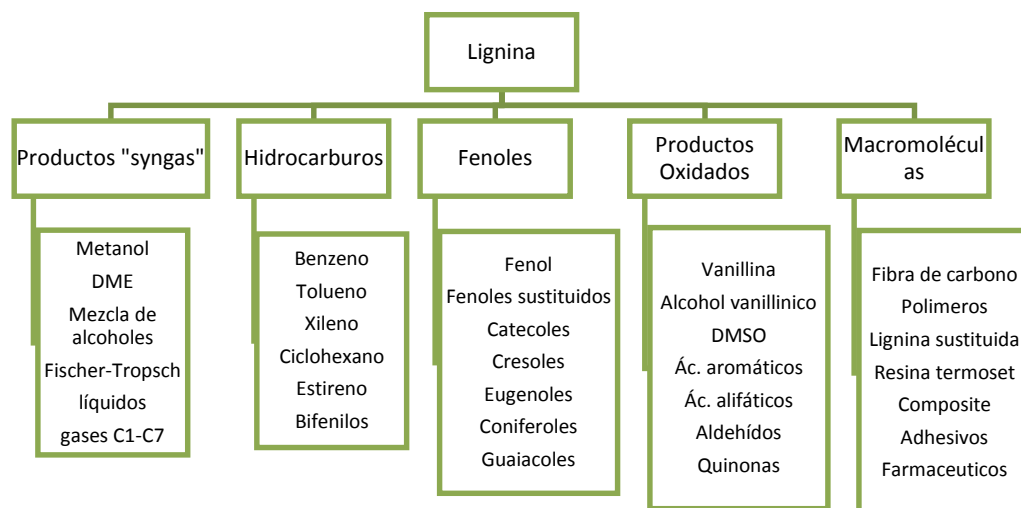 Lignina
Productos "syngas"
Hidrocarburos
Fenoles
Productos
Oxidados
Macromolécul
as
Metanol
DME
Mezcla de
alcoholes
Fischer-Tropsch
líquidos
gases C1-C7
Benzeno
Tolueno
Xileno
Ciclohexano
Estireno
Bifenilos
Fenol
Fenoles sustituidos
Catecoles
Cresoles
Eugenoles
Coniferoles
Guaiacoles
Vanillina
Alcohol vanillinico
DMSO
Ác. aromáticos
Ác. alifáticos
Aldehídos
Quinonas
Fibra de carbono
Polimeros
Lignina sustituida
Resina termoset
Composite
Adhesivos
Farmaceuticos